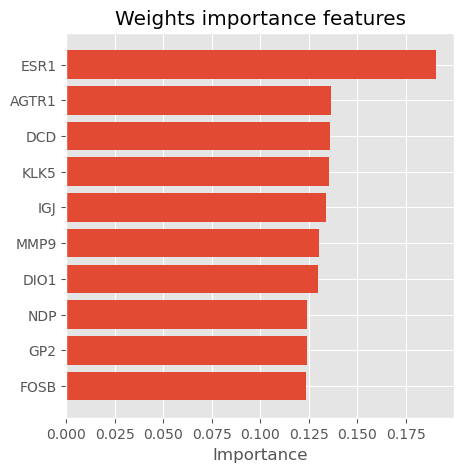 Weights importance features
ESR1
AGTR1
DCD
KLK5
IGJ
MMP9
DIO1
NDP
GP2
FOSB
0.000 0.025 0.050 0.075 0.100 0.125 0.150 0.175
Importance